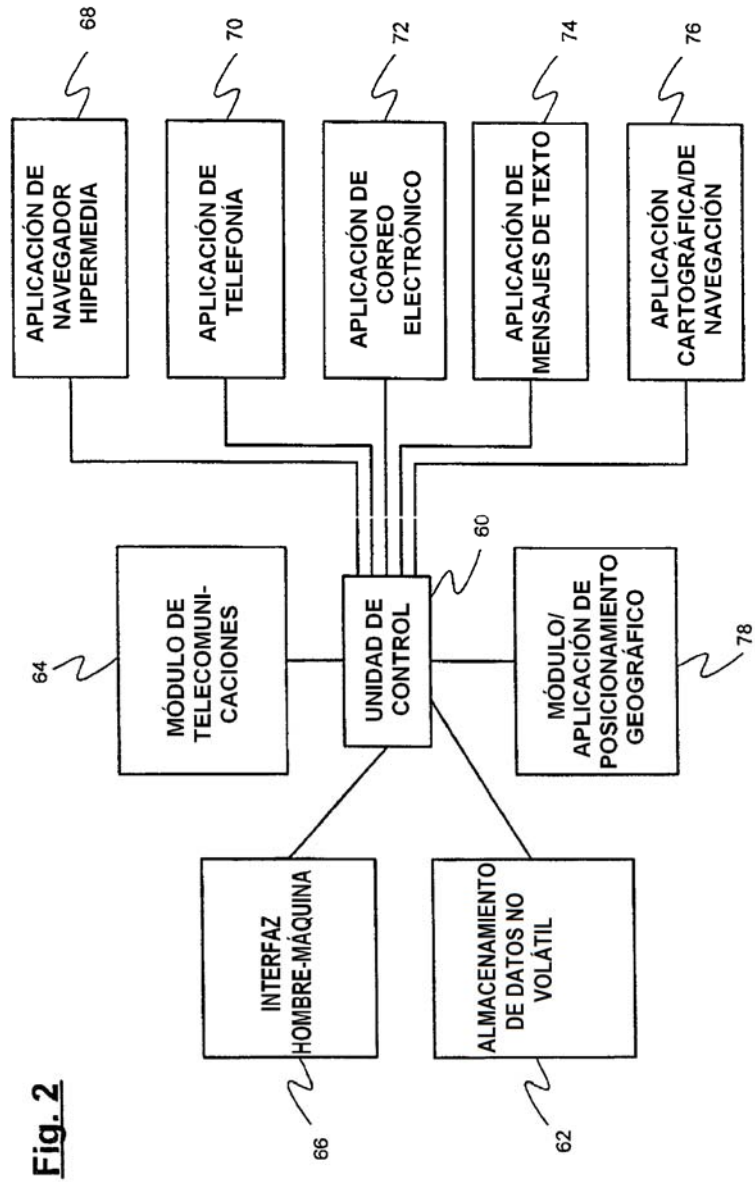 Fig. 2
INTERFAZ
HOMBRE-MÁQUINA
66
ALMACENAMIENTO
DE DATOS NO
VOLÁTIL
62
64
MÓDULO DE
TELECOMUNI-
CACIONES
UNIDAD DE
CONTROL
60
MÓDULO/
APLICACIÓN DE
POSICIONAMIENTO
GEOGRÁFICO
78
APLICACIÓN DE
NAVEGADOR
HIPERMEDIA
68
APLICACIÓN DE
TELEFONÍA
70
APLICACIÓN DE
CORREO
ELECTRÓNICO
72
APLICACIÓN DE
MENSAJES DE TEXTO
74
APLICACIÓN
CARTOGRÁFICA/DE
NAVEGACIÓN
76